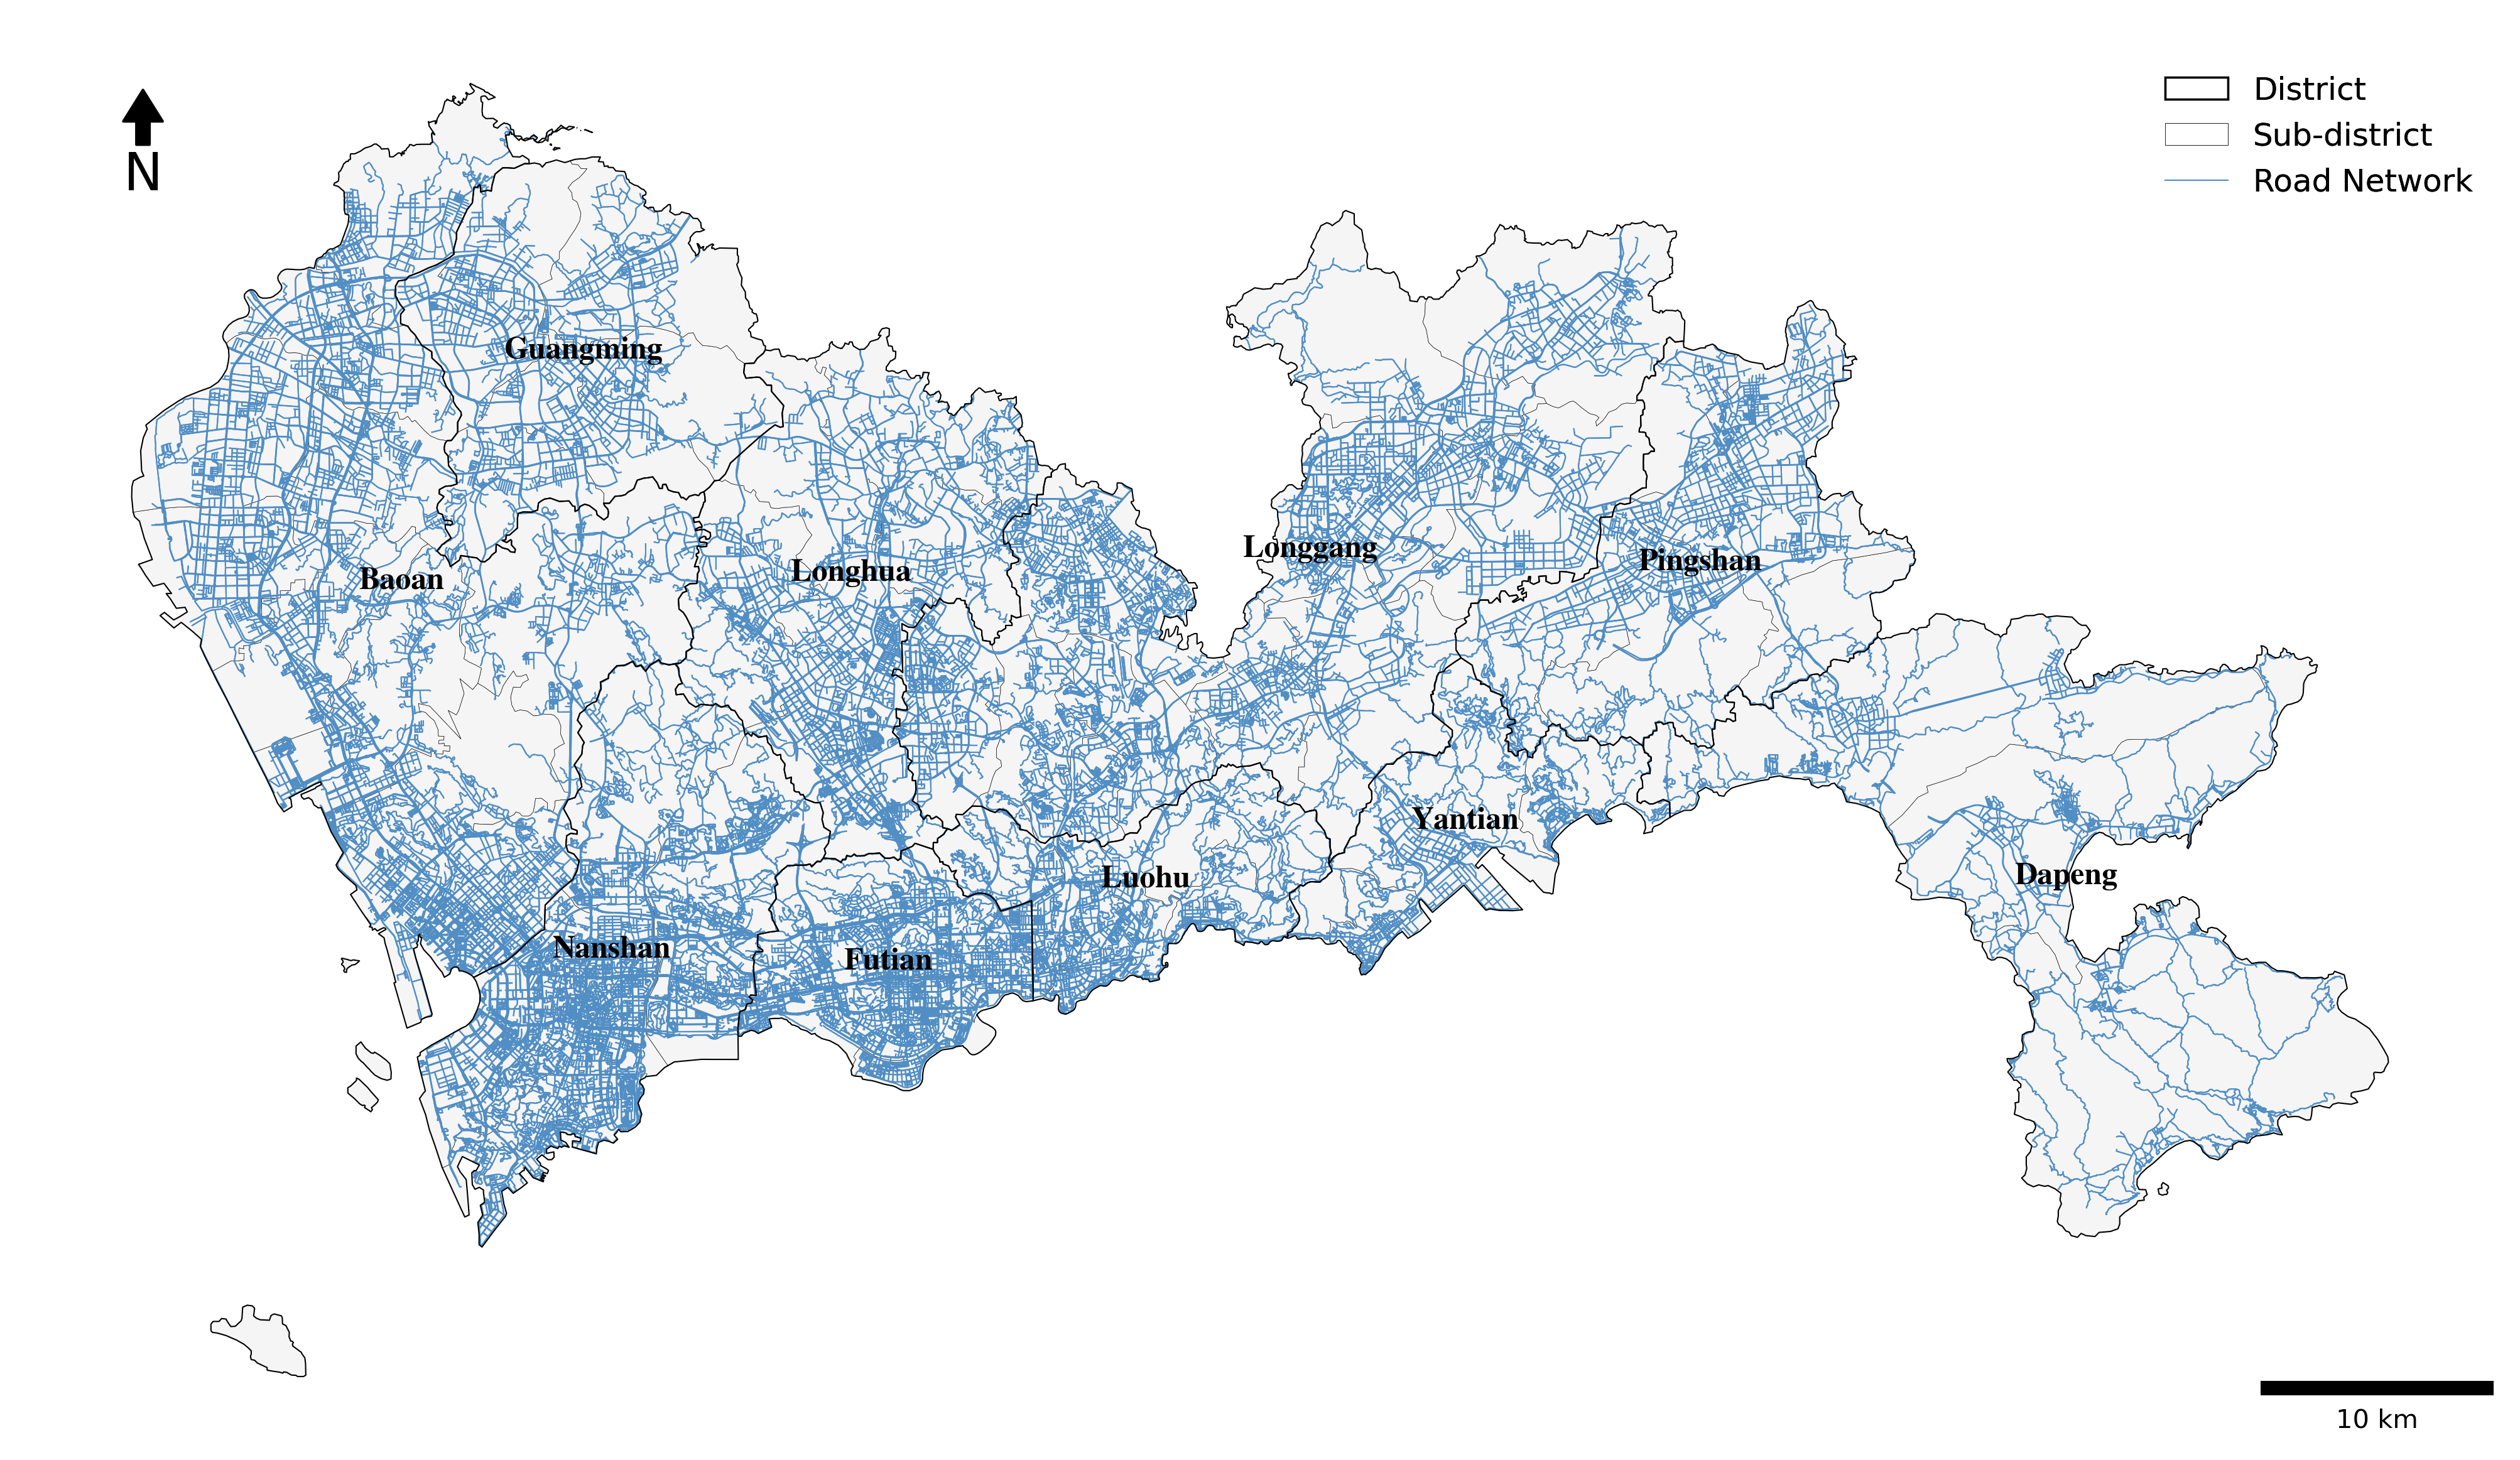 N
District
Sub-district
Road Network
Guangming
Baoan
Longhua
Longgang
Pingshan
Yantian
Luohu
Dapeng
Nanshan
Futian
10 km